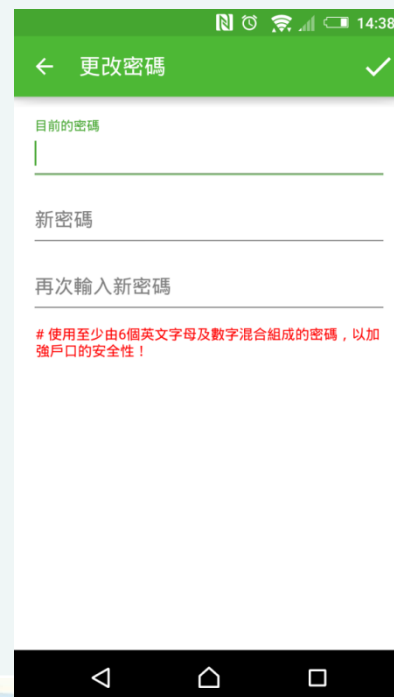 14:38
更改密碼
目前的密碼
新密碼
再次輸入新密碼
# 使用至少由6個英文字母及數字混合組成的密碼，以加
強戶口的安全性！